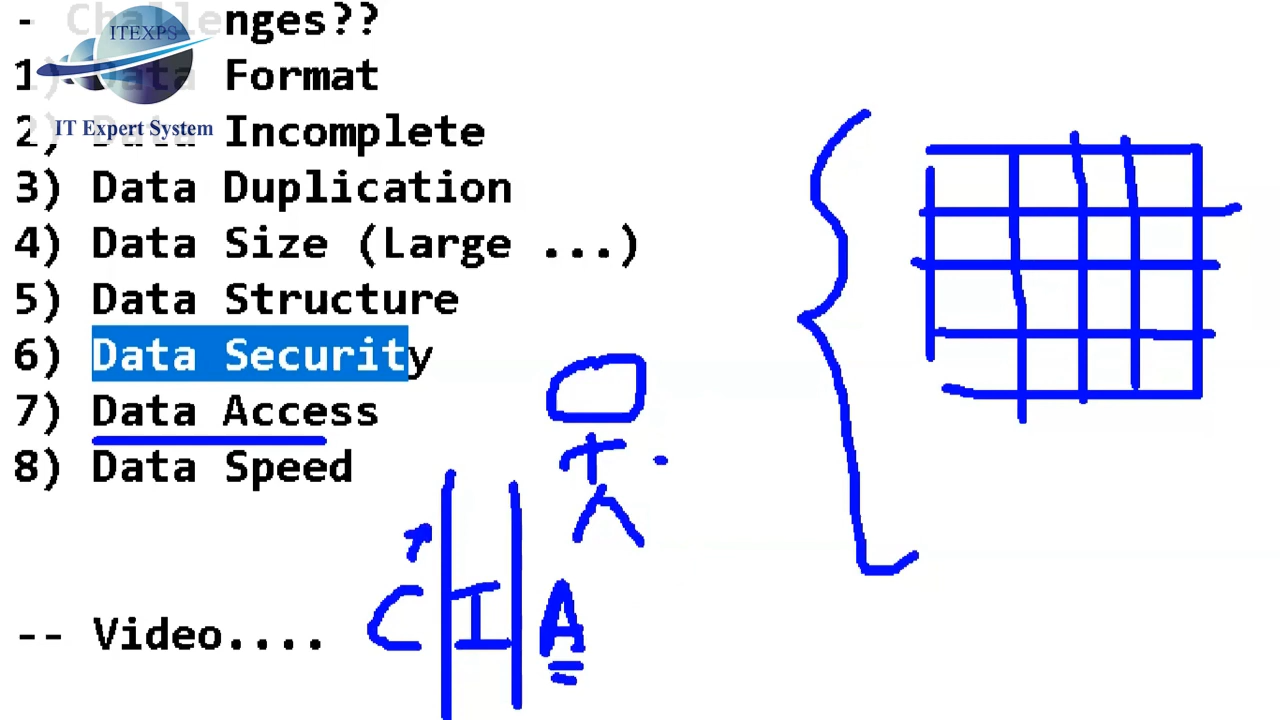 - Challenges??
ITEXPS
1) Data Format
IT Expert System
2) Data Incomplete
3) Data Duplication
4) Data Size (Large ...)
5) Data Structure
6) Data Security
7) Data Access
8) Data Speed
-- Video....
C I A